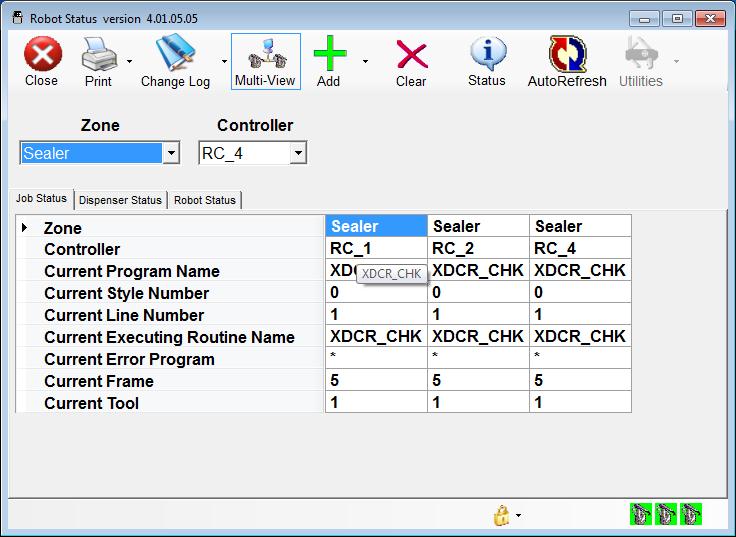 Robot Status version 4.01.05.05
Close Print Change Log Multi-View Add Clear Status AutoRefresh Utilities
Zone Controller
Sealer RC_4
Job Status Dispenser Status Robot Status
Zone Sealer Sealer Sealer
Controller RC_1 RC_2 RC_4
Current Program Name XDCR_CHK XDCR_CHK XDCR_CHK
Current Style Number 0 0 0
Current Line Number 1 1 1
Current Executing Routine Name XDCR_CHK XDCR_CHK XDCR_CHK
Current Error Program * * *
Current Frame 5 5 5
Current Tool 1 1 1